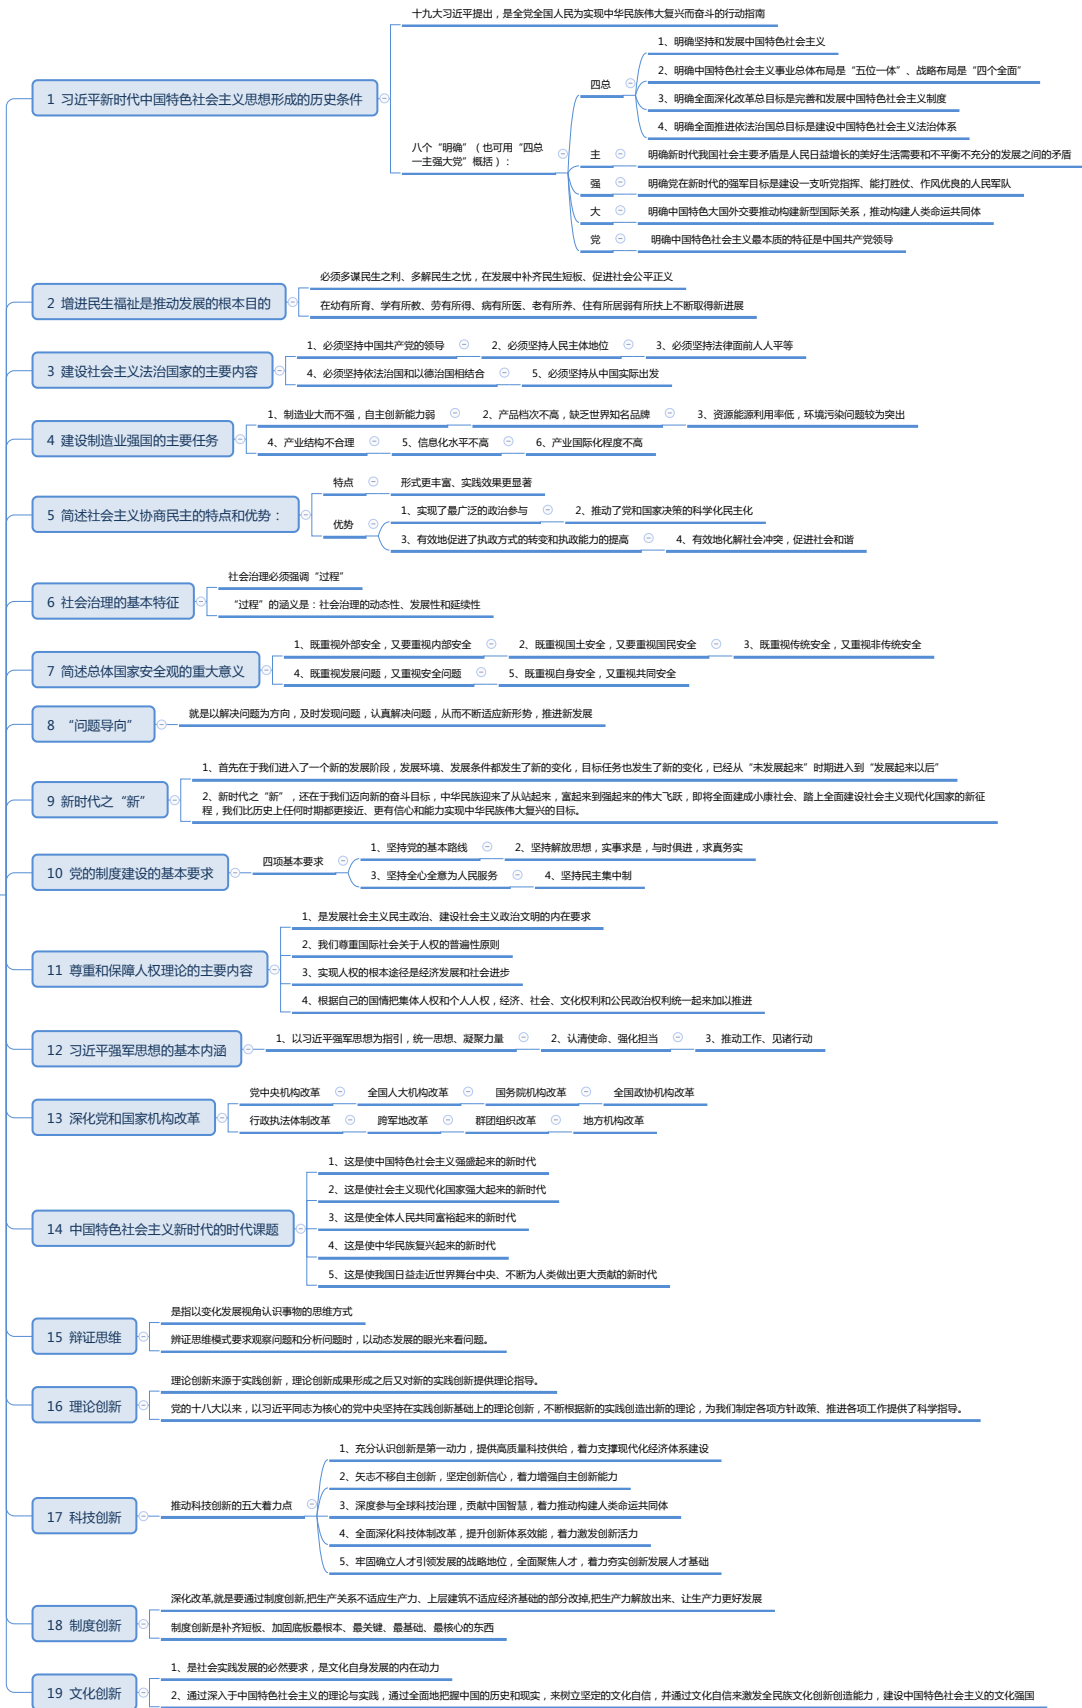 1 习近平新时代中国特色社会主义思想形成的历史条件
十九大习近平提出，是全党全国人民为实现中华民族伟大复兴而奋斗的行动指南
八个“明确”（也可用“四总
一主强大党”概括）：
四总
1、明确坚持和发展中国特色社会主义
2、明确中国特色社会主义事业总体布局是“五位一体”、战略布局是“四个全面”
3、明确全面深化改革总目标是完善和发展中国特色社会主义制度
4、明确全面推进依法治国总目标是建设中国特色社会主义法治体系
主
明确新时代我国社会主要矛盾是人民日益增长的美好生活需要和不平衡不充分的发展之间的矛盾
强
明确党在新时代的强军目标是建设一支听党指挥、能打胜仗、作风优良的人民军队
大
明确中国特色大国外交要推动构建新型国际关系，推动构建人类命运共同体
党
明确中国特色社会主义最本质的特征是中国共产党领导
2 增进民生福祉是推动发展的根本目的
必须多谋民生之利、多解民生之忧，在发展中补齐民生短板、促进社会公平正义
在幼有所育、学有所教、劳有所得、病有所医、老有所养、住有所居弱有所扶上不断取得新进展
3 建设社会主义法治国家的主要内容
1、必须坚持中国共产党的领导
2、必须坚持人民主体地位
3、必须坚持法律面前人人平等
4、必须坚持依法治国和以德治国相结合
5、必须坚持从中国实际出发
4 建设制造业强国的主要任务
1、制造业大而不强，自主创新能力弱
2、产品档次不高，缺乏世界知名品牌
3、资源能源利用率低，环境污染问题较为突出
4、产业结构不合理
5、信息化水平不高
6、产业国际化程度不高
5 简述社会主义协商民主的特点和优势：
特点
形式更丰富、实践效果更显著
优势
1、实现了最广泛的政治参与
2、推动了党和国家决策的科学化民主化
3、有效地促进了执政方式的转变和执政能力的提高
4、有效地化解社会冲突，促进社会和谐
6 社会治理的基本特征
社会治理必须强调“过程”
“过程”的涵义是：社会治理的动态性、发展性和延续性
7 简述总体国家安全观的重大意义
1、既重视外部安全，又要重视内部安全
2、既重视国土安全，又要重视国民安全
3、既重视传统安全，又重视非传统安全
4、既重视发展问题，又重视安全问题
5、既重视自身安全，又重视共同安全
8 “问题导向”
就是以解决问题为方向，及时发现问题，认真解决问题，从而不断适应新形势，推进新发展
9 新时代之“新”
1、首先在于我们进入了一个新的发展阶段，发展环境、发展条件都发生了新的变化，目标任务也发生了新的变化，已经从“未发展起来”时期进入到“发展起来以后”
2、新时代之“新”，还在于我们迈向新的奋斗目标，中华民族迎来了从站起来，富起来到强起来的伟大飞跃，即将全面建成小康社会、踏上全面建设社会主义现代化国家的新征
程，我们比历史上任何时期都更接近、更有信心和能力实现中华民族伟大复兴的目标。
10 党的制度建设的基本要求
四项基本要求
1、坚持党的基本路线
2、坚持解放思想，实事求是，与时俱进，求真务实
3、坚持全心全意为人民服务
4、坚持民主集中制
11 尊重和保障人权理论的主要内容
1、是发展社会主义民主政治、建设社会主义政治文明的内在要求
2、我们尊重国际社会关于人权的普遍性原则
3、实现人权的根本途径是经济发展和社会进步
4、根据自己的国情把集体人权和个人人权，经济、社会、文化权利和公民政治权利统一起来加以推进
12 习近平强军思想的基本内涵
1、以习近平强军思想为指引，统一思想、凝聚力量
2、认清使命、强化担当
3、推动工作、见诸行动
13 深化党和国家机构改革
党中央机构改革
全国人大机构改革
国务院机构改革
全国政协机构改革
行政执法体制改革
跨军地改革
群团组织改革
地方机构改革
14 中国特色社会主义新时代的时代课题
1、这是使中国特色社会主义强盛起来的新时代
2、这是使社会主义现代化国家强大起来的新时代
3、这是使全体人民共同富裕起来的新时代
4、这是使中华民族复兴起来的新时代
5、这是使我国日益走近世界舞台中央、不断为人类做出更大贡献的新时代
15 辩证思维
是指以变化发展视角认识事物的思维方式
辨证思维模式要求观察问题和分析问题时，以动态发展的眼光来看问题。
16 理论创新
理论创新来源于实践创新，理论创新成果形成之后又对新的实践创新提供理论指导。
党的十八大以来，以习近平同志为核心的党中央坚持在实践创新基础上的理论创新，不断根据新的实践创造出新的理论，为我们制定各项方针政策、推进各项工作提供了科学指导。
17 科技创新
推动科技创新的五大着力点
1、充分认识创新是第一动力，提供高质量科技供给，着力支撑现代化经济体系建设
2、矢志不移自主创新，坚定创新信心，着力增强自主创新能力
3、深度参与全球科技治理，贡献中国智慧，着力推动构建人类命运共同体
4、全面深化科技体制改革，提升创新体系效能，着力激发创新活力
5、牢固确立人才引领发展的战略地位，全面聚焦人才，着力夯实创新发展人才基础
18 制度创新
深化改革,就是要通过制度创新,把生产关系不适应生产力、上层建筑不适应经济基础的部分改掉,把生产力解放出来、让生产力更好发展
制度创新是补齐短板、加固底板最根本、最关键、最基础、最核心的东西
19 文化创新
1、是社会实践发展的必然要求，是文化自身发展的内在动力
2、通过深入于中国特色社会主义的理论与实践，通过全面地把握中国的历史和现实，来树立坚定的文化自信，并通过文化自信来激发全民族文化创新创造能力，建设中国特色社会主义的文化强国